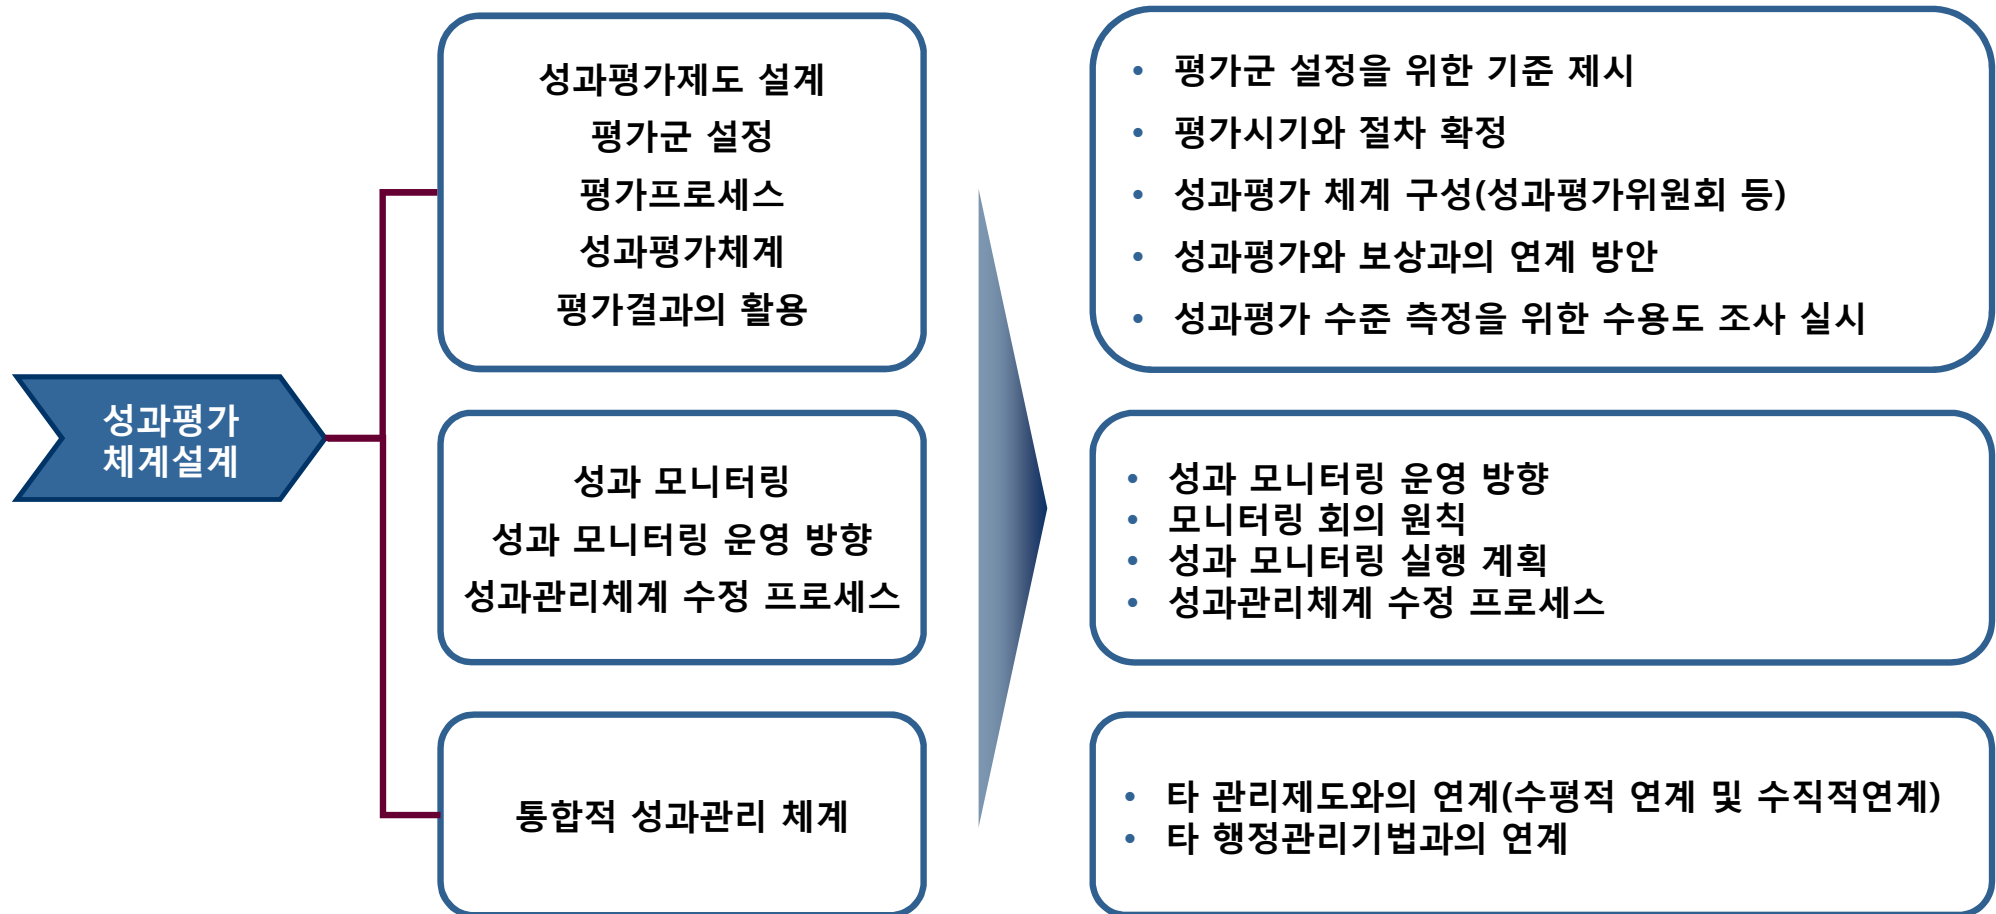 성과평가
체계설계
성과평가제도 설계
평가군 설정
평가프로세스
성과평가체계
평가결과의 활용
• 평가군 설정을 위한 기준 제시
• 평가시기와 절차 확정
• 성과평가 체계 구성(성과평가위원회 등)
• 성과평가와 보상과의 연계 방안
• 성과평가 수준 측정을 위한 수용도 조사 실시
성과 모니터링
성과 모니터링 운영 방향
성과관리체계 수정 프로세스
• 성과 모니터링 운영 방향
• 모니터링 회의 원칙
• 성과 모니터링 실행 계획
• 성과관리체계 수정 프로세스
통합적 성과관리 체계
• 타 관리제도와의 연계(수평적 연계 및 수직적연계)
• 타 행정관리기법과의 연계